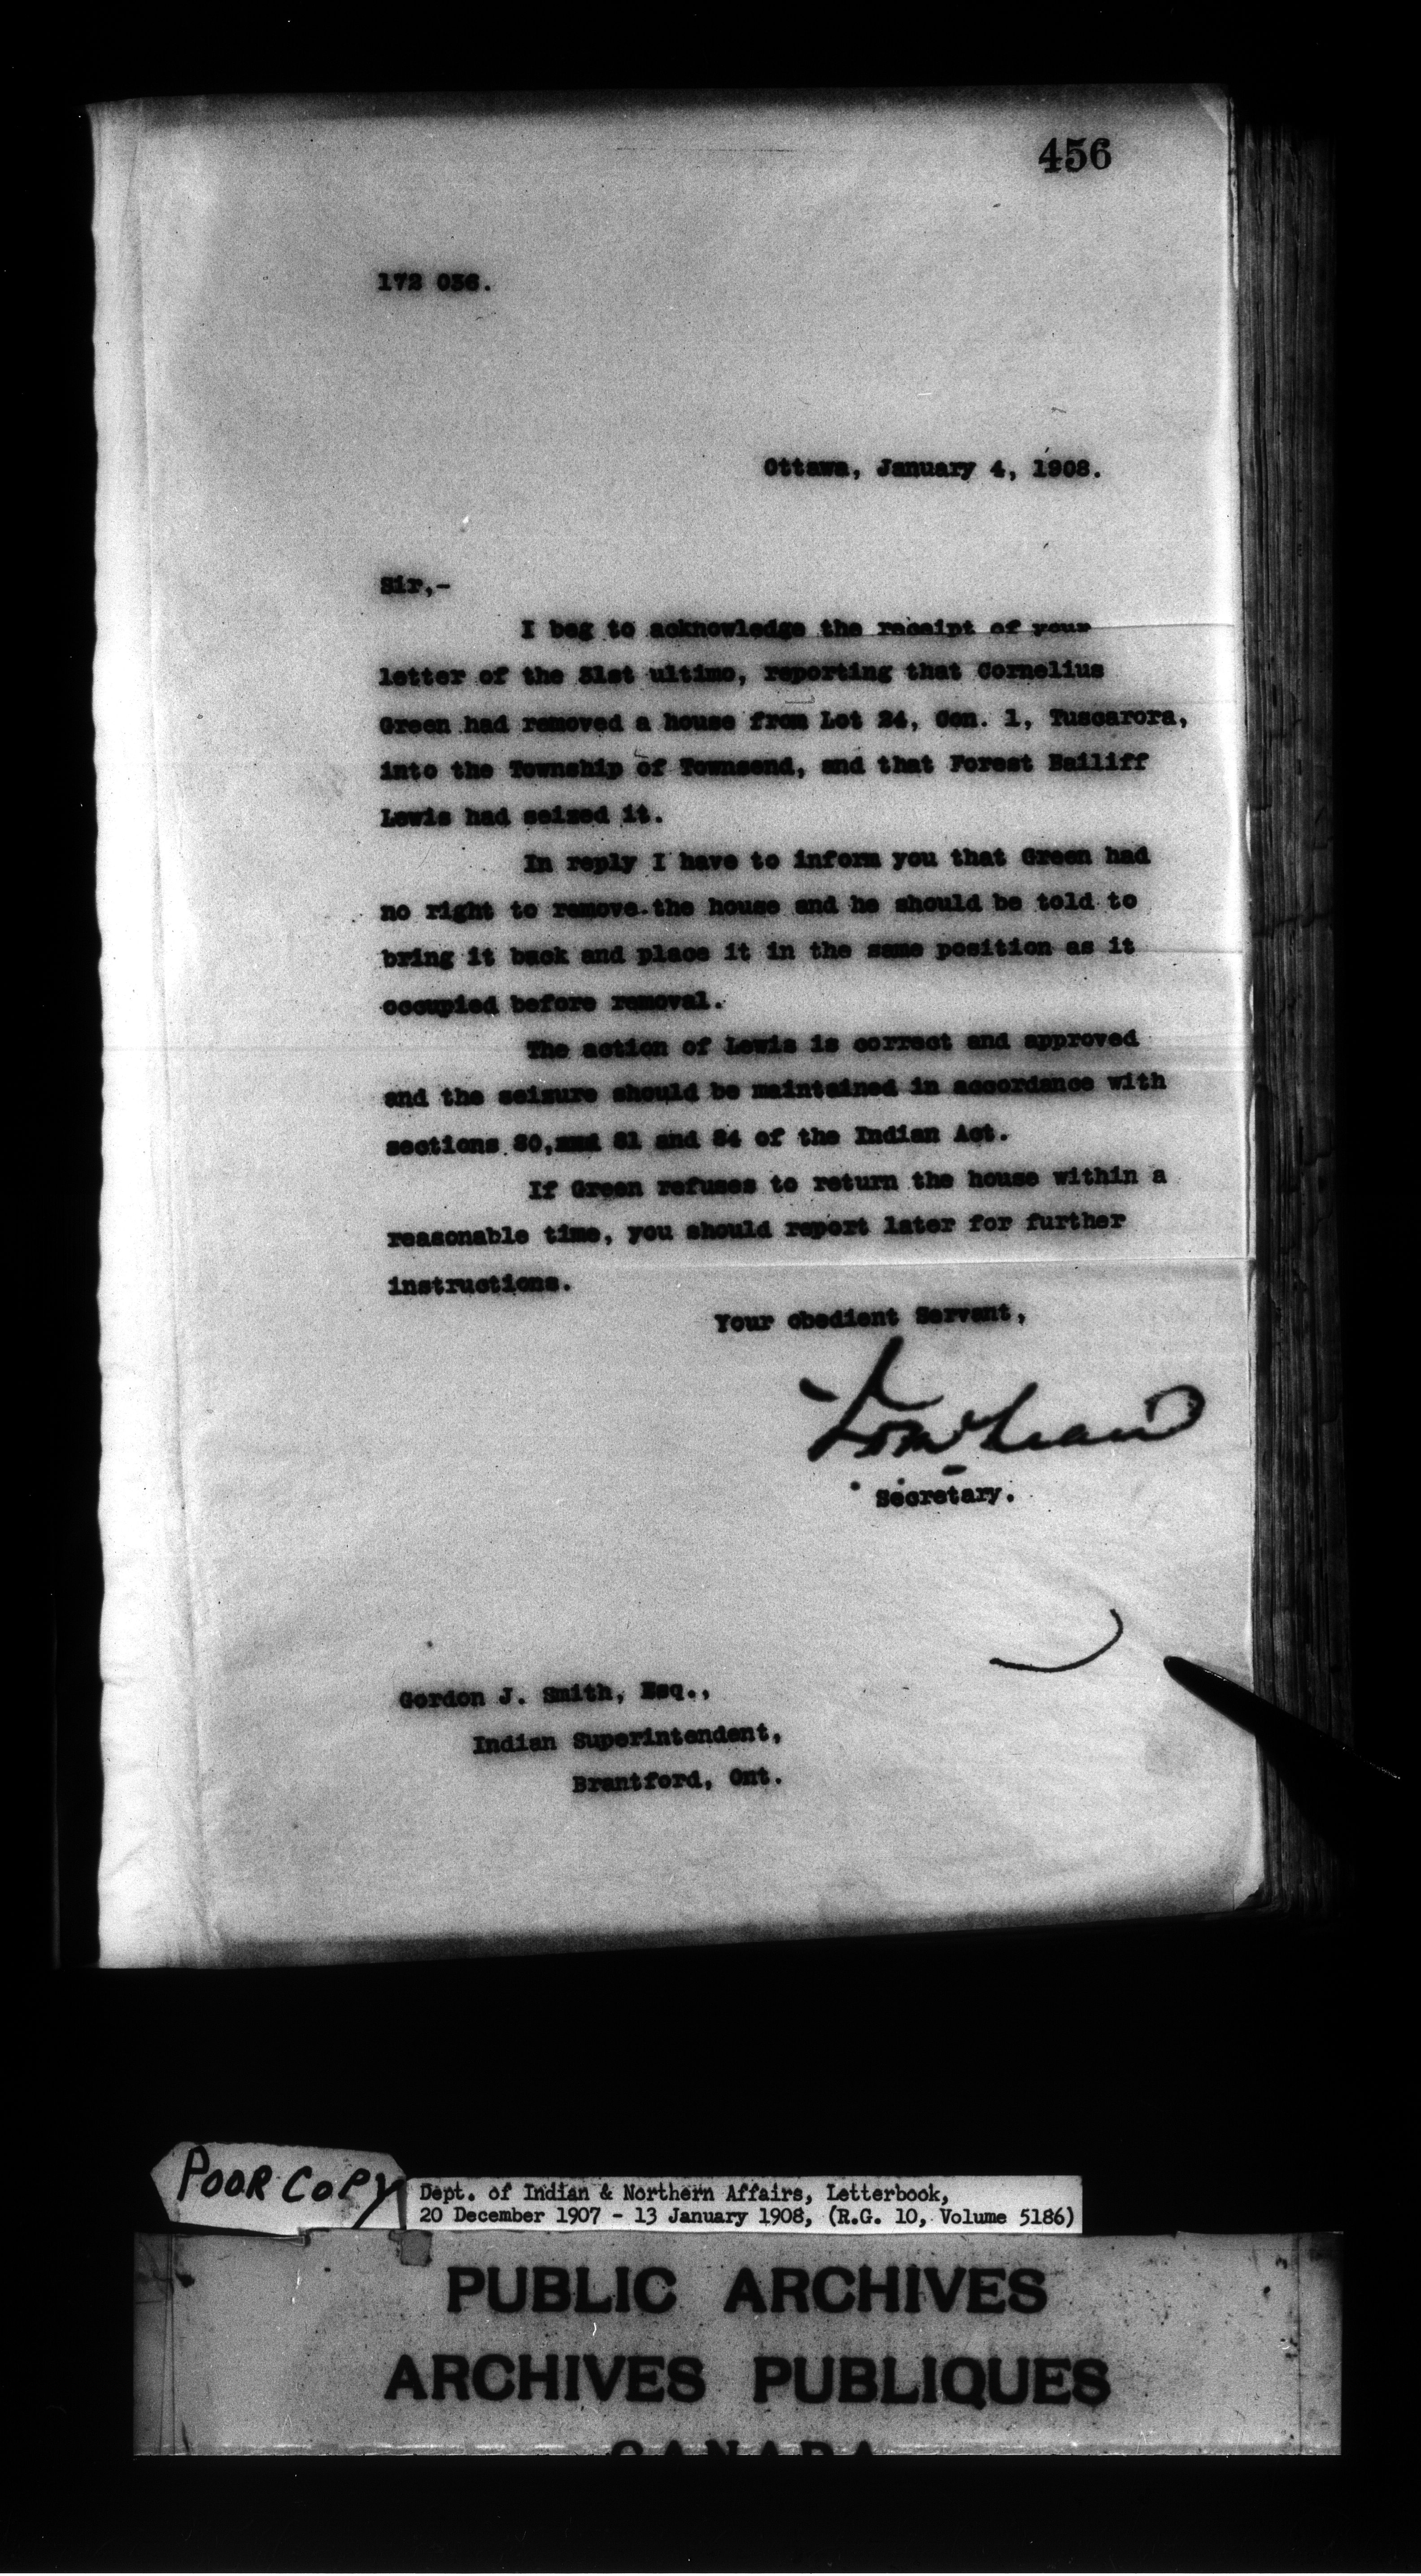 456
172 036.
Ottawa, January 4, 1908.
Sir,-
I beg to acknowledge the receipt of your
letter of the 31st ultimo, reporting that Cornelius
Green had removed a house from Lot 24, Con. 1, Tuscarora,
into the Township of Townsend, and that Forest Bailiff
Lewis had seized it.
In reply I have to inform you that Green had
no right to remove the house and he should be told to
bring it back and place it in the same position as it
occupied before removal.
The action of Lewis is correct and approved
and the seizure should be maintained in accordance with
sections 80, 81 and 84 of the Indian Act.
If Green refuses to return the house within a
reasonable time, you should report later for further
instructions.
Your obedient Servant,
Secretary.
Gordon J. Smith, Esq.,
Indian Superintendent,
Brantford, Ont.
POOR COPY
Dept. of Indian & Northern Affairs, Letterbook,
20 December 1907 - 13 January 1908, (R.G. 10, Volume 5186)
PUBLIC ARCHIVES
ARCHIVES PUBLIQUES
CANADA